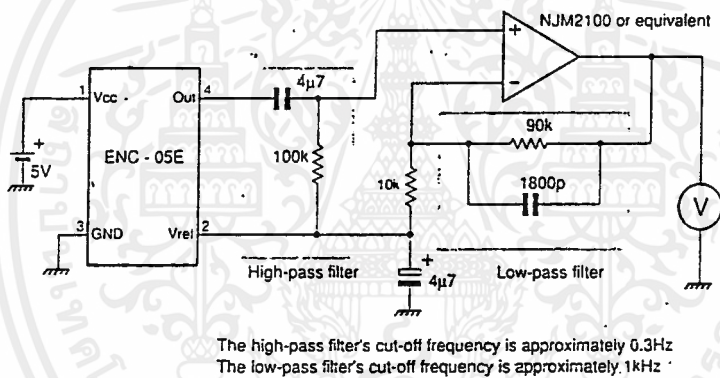 NJM2100 or equivalent
+
−
4µ7
1 Vcc Out 4
+
5V
ENC - 05E
100k
10k
90k
1800p
V
3 GND Vref 2
High-pass filter
+
4µ7
Low-pass filter
The high-pass filter's cut-off frequency is approximately 0.3Hz
The low-pass filter's cut-off frequency is approximately 1kHz